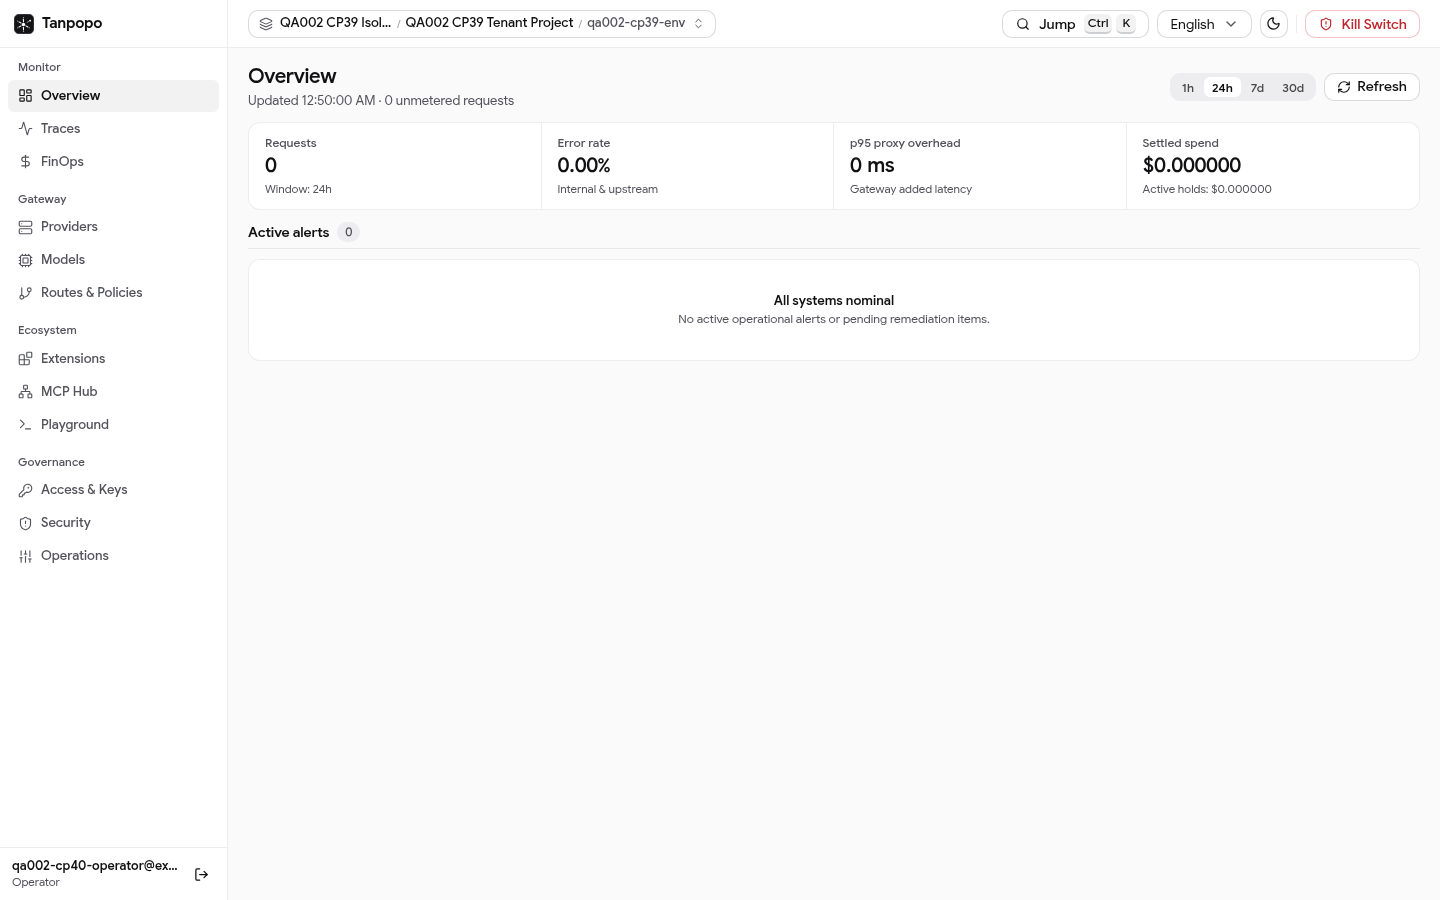 Tanpopo
QA002 CP39 Isol... / QA002 CP39 Tenant Project / qa002-cp39-env
Jump Ctrl K
English
Kill Switch
Monitor
Overview
Traces
FinOps
Gateway
Providers
Models
Routes & Policies
Ecosystem
Extensions
MCP Hub
Playground
Governance
Access & Keys
Security
Operations
qa002-cp40-operator@ex...
Operator
Overview
Updated 12:50:00 AM · 0 unmetered requests
1h 24h 7d 30d
Refresh
Requests
0
Window: 24h
Error rate
0.00%
Internal & upstream
p95 proxy overhead
0 ms
Gateway added latency
Settled spend
$0.000000
Active holds: $0.000000
Active alerts 0
All systems nominal
No active operational alerts or pending remediation items.